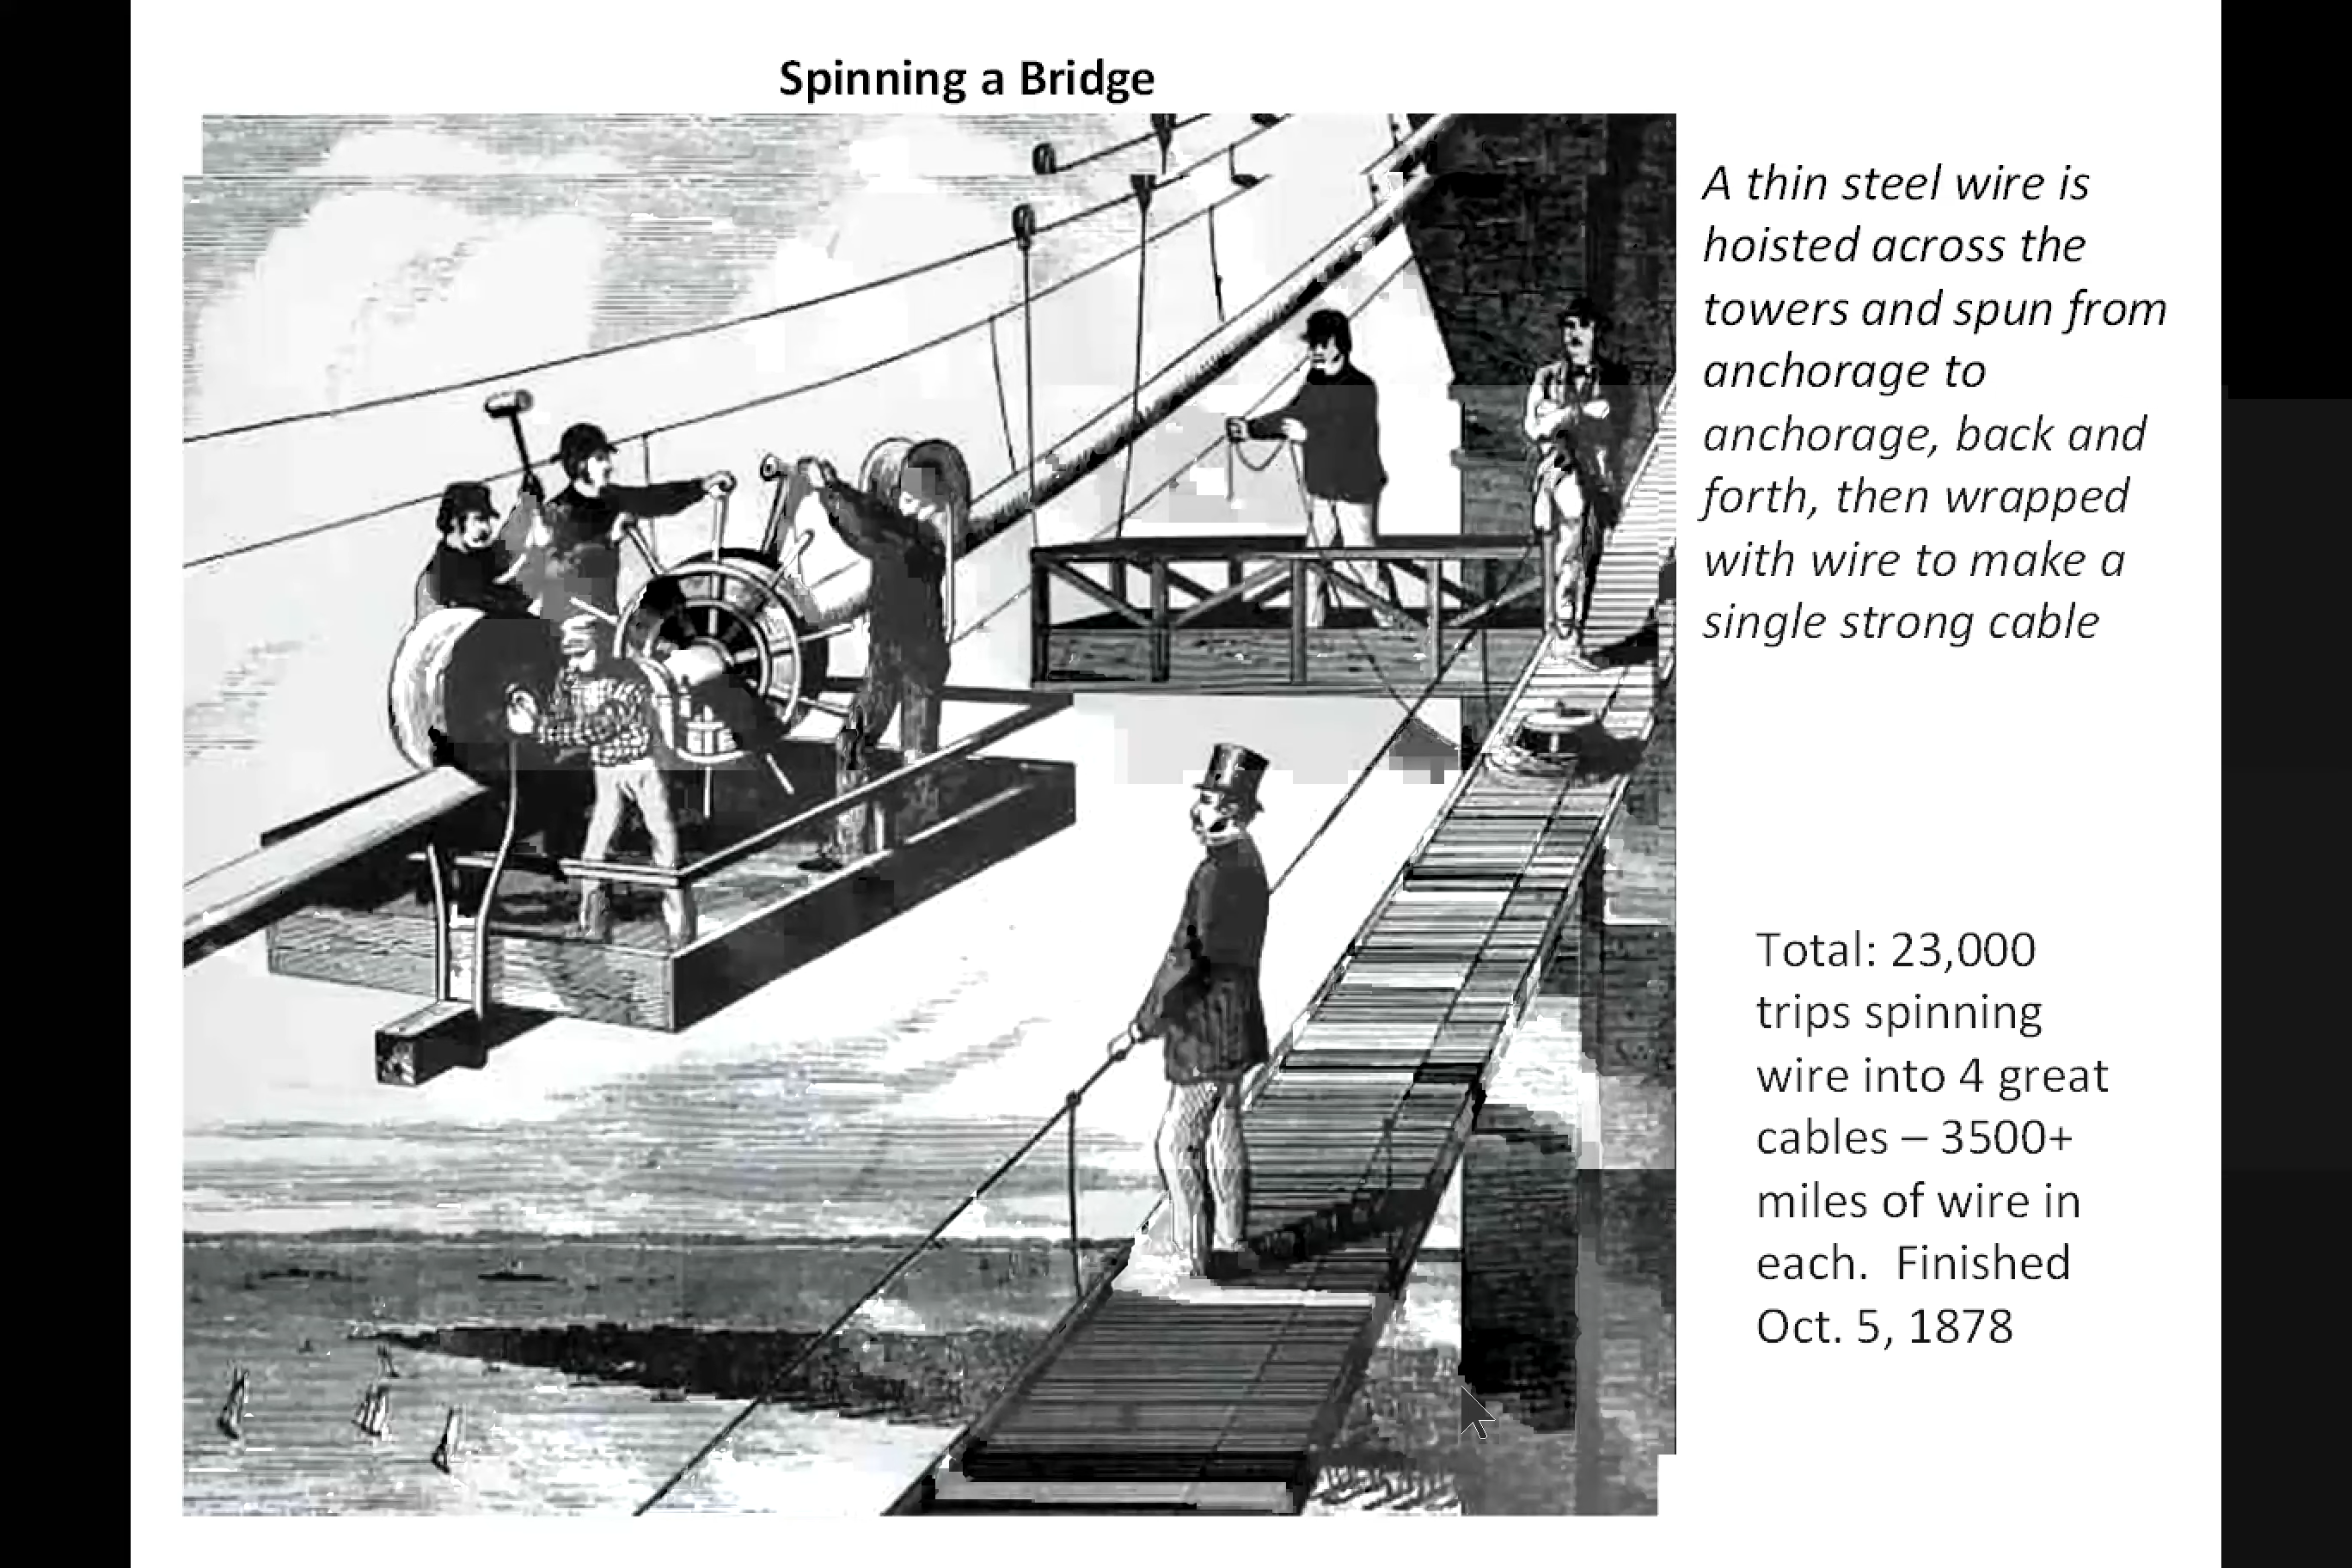 Spinning a Bridge
A thin steel wire is
hoisted across the
towers and spun from
anchorage to
anchorage, back and
forth, then wrapped
with wire to make a
single strong cable
Total: 23,000
trips spinning
wire into 4 great
cables – 3500+
miles of wire in
each.  Finished
Oct. 5, 1878